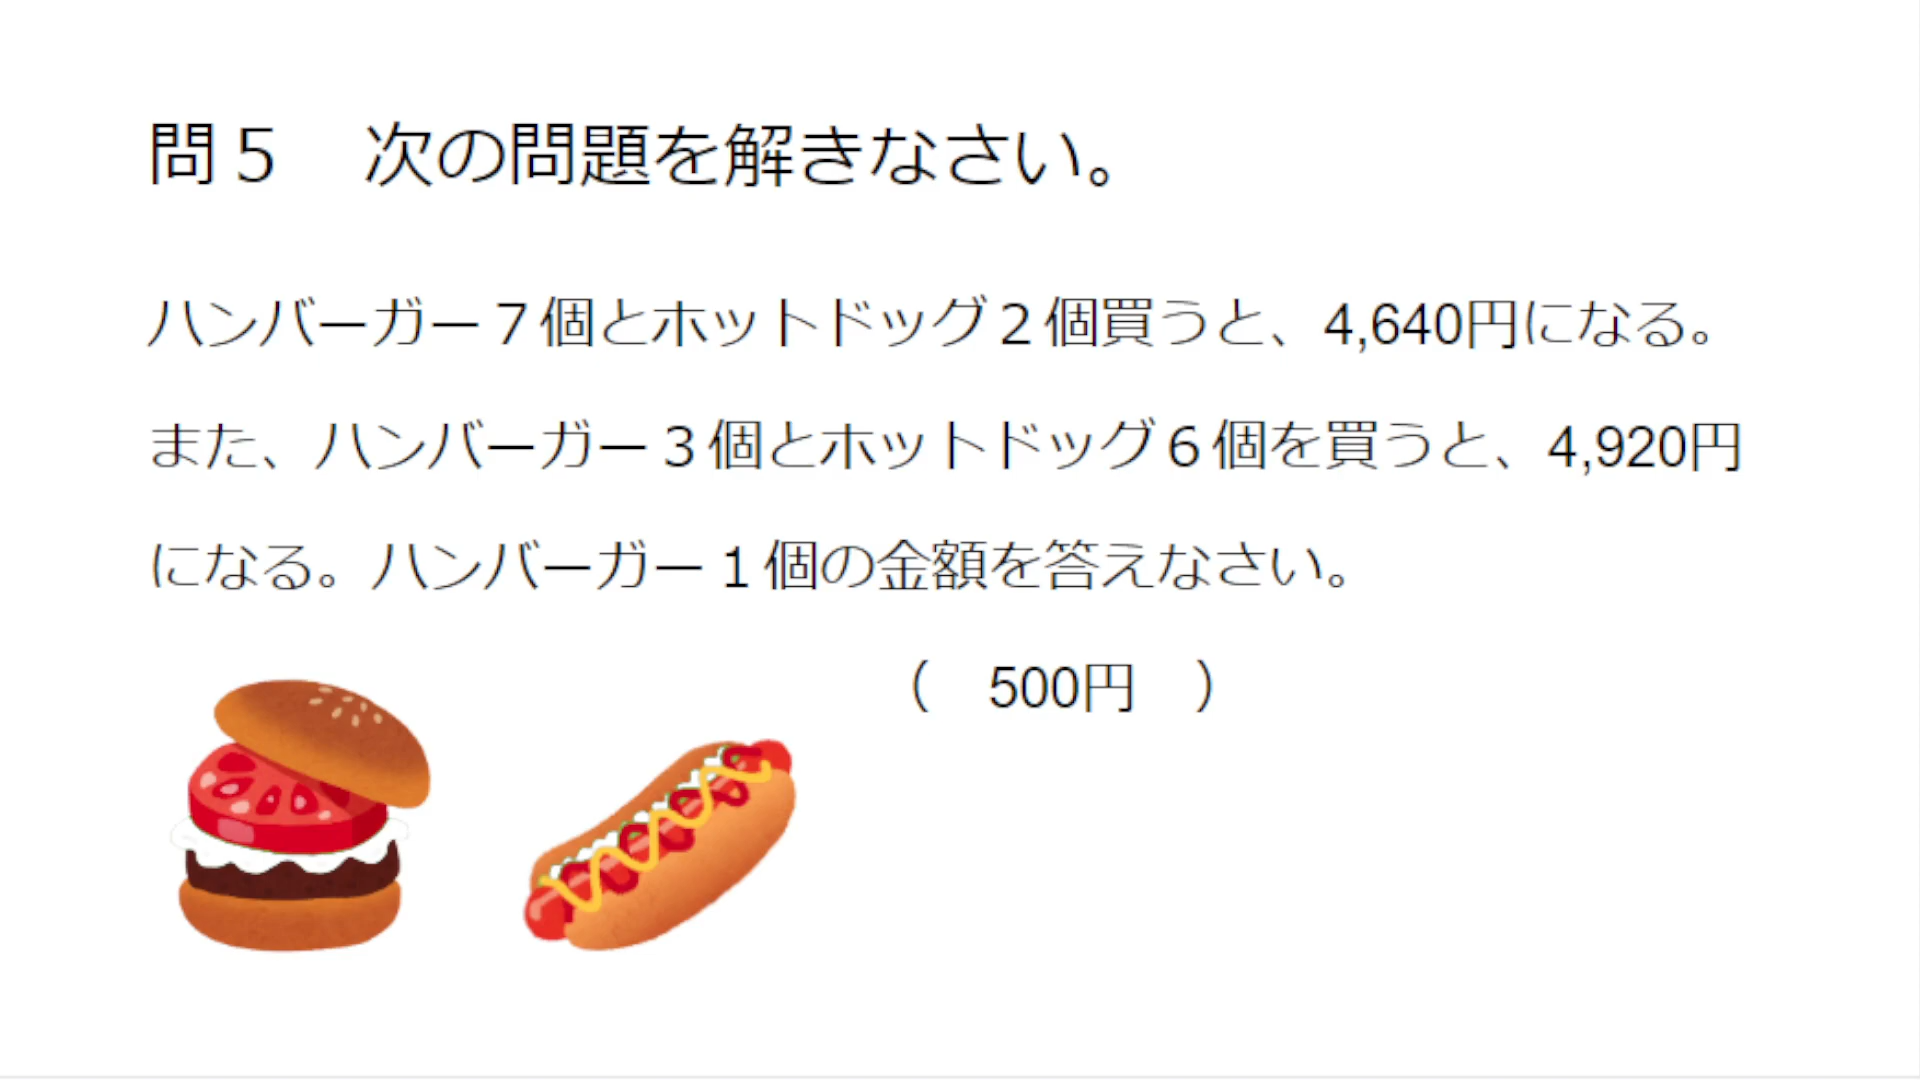 問５　次の問題を解きなさい。
ハンバーガー７個とホットドッグ２個買うと、4,640円になる。
また、ハンバーガー３個とホットドッグ６個を買うと、4,920円
になる。ハンバーガー１個の金額を答えなさい。
（　500円　）